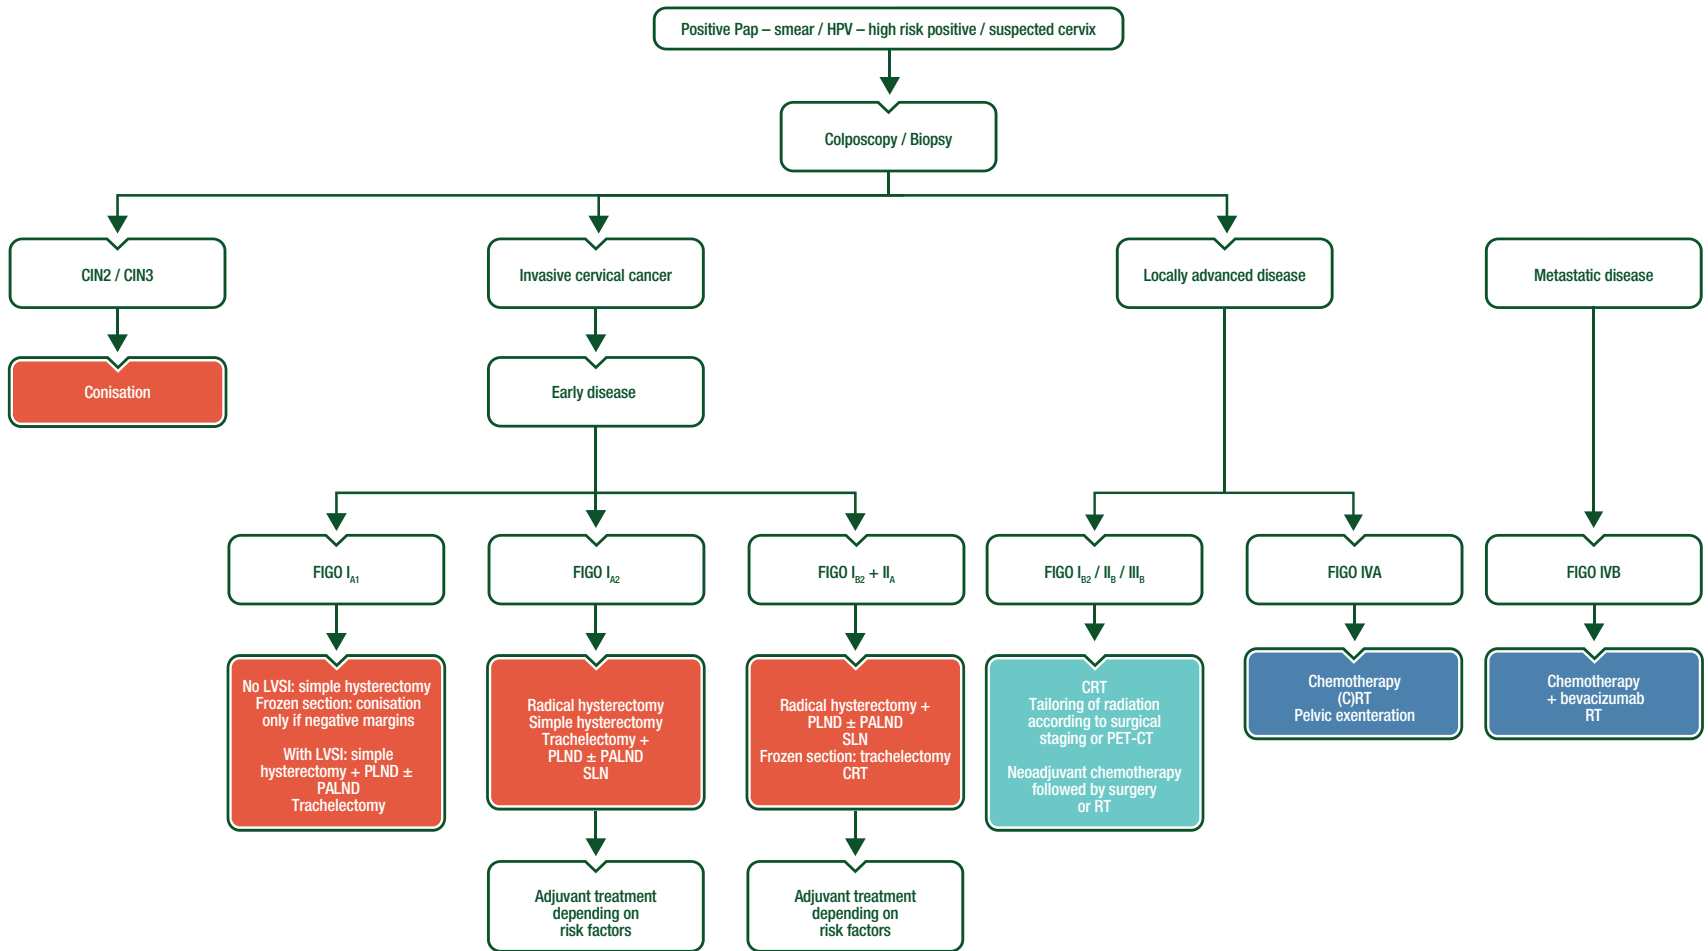 Positive Pap – smear / HPV – high risk positive / suspected cervix
Colposcopy / Biopsy
CIN2 / CIN3
Invasive cervical cancer
Locally advanced disease
Metastatic disease
Conisation
Early disease
FIGO IA1
FIGO IA2
FIGO IB2 + IIA
FIGO IB2 / IIB / IIIB
FIGO IVA
FIGO IVB
No LVSI: simple hysterectomy
Frozen section: conisation
only if negative margins
With LVSI: simple
hysterectomy + PLND ±
PALND
Trachelectomy
Radical hysterectomy
Simple hysterectomy
Trachelectomy +
PLND ± PALND
SLN
Radical hysterectomy +
PLND ± PALND
SLN
Frozen section: trachelectomy
CRT
CRT
Tailoring of radiation
according to surgical
staging or PET-CT
Neoadjuvant chemotherapy
followed by surgery
or RT
Chemotherapy
(C)RT
Pelvic exenteration
Chemotherapy
+ bevacizumab
RT
Adjuvant treatment
depending on
risk factors
Adjuvant treatment
depending on
risk factors